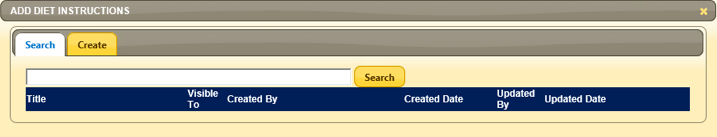 ADD DIET INSTRUCTIONS
Search Create
Search
Title Visible To Created By Created Date Updated By Updated Date